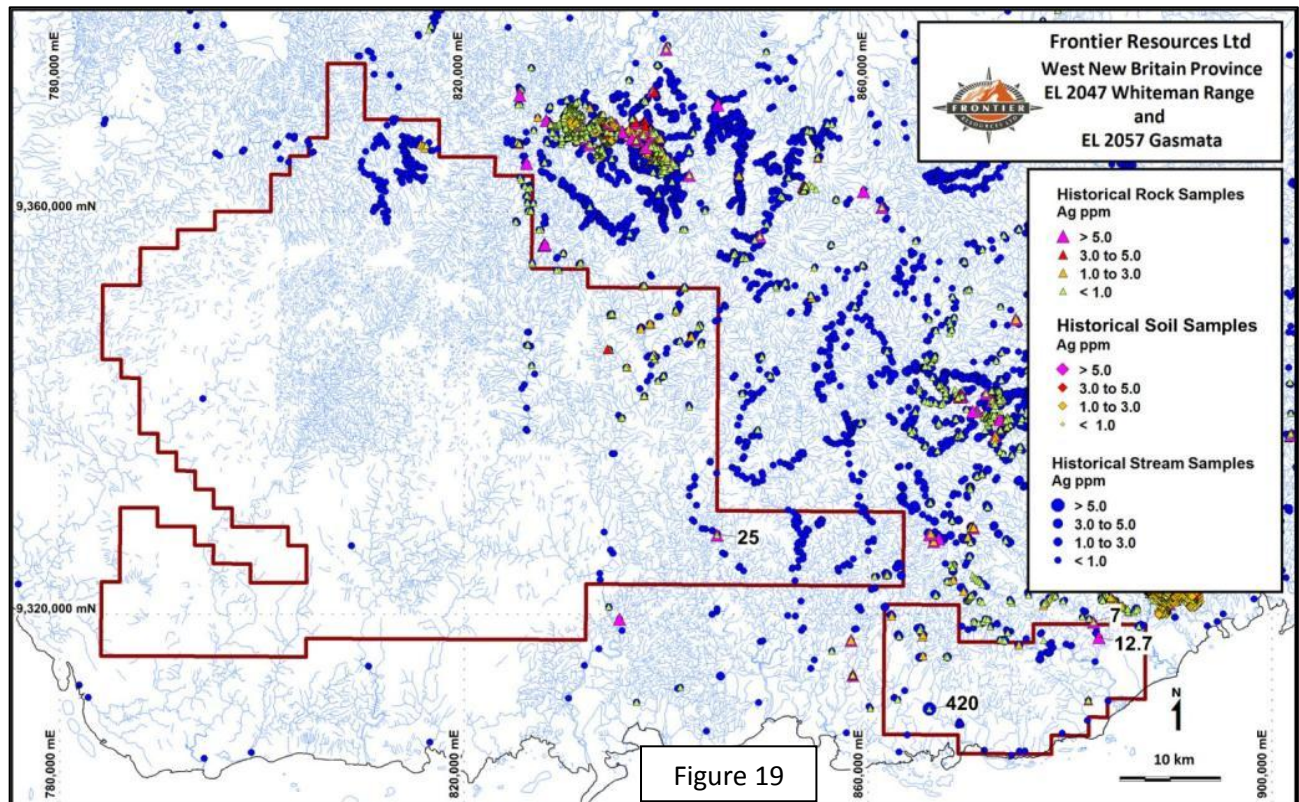 780,000 mE
820,000 mE
860,000 mE
Frontier Resources Ltd
West New Britain Province
EL 2047 Whiteman Range
and
EL 2057 Gasmata
FRONTIER
RESOURCES LTD
Historical Rock Samples
Ag ppm
> 5.0
3.0 to 5.0
1.0 to 3.0
< 1.0
Historical Soil Samples
Ag ppm
> 5.0
3.0 to 5.0
1.0 to 3.0
< 1.0
Historical Stream Samples
Ag ppm
> 5.0
3.0 to 5.0
1.0 to 3.0
< 1.0
9,360,000 mN
25
9,320,000 mN
7
12.7
420
N
10 km
780,000 mE
820,000 mE
860,000 mE
900,000 mE
Figure 19